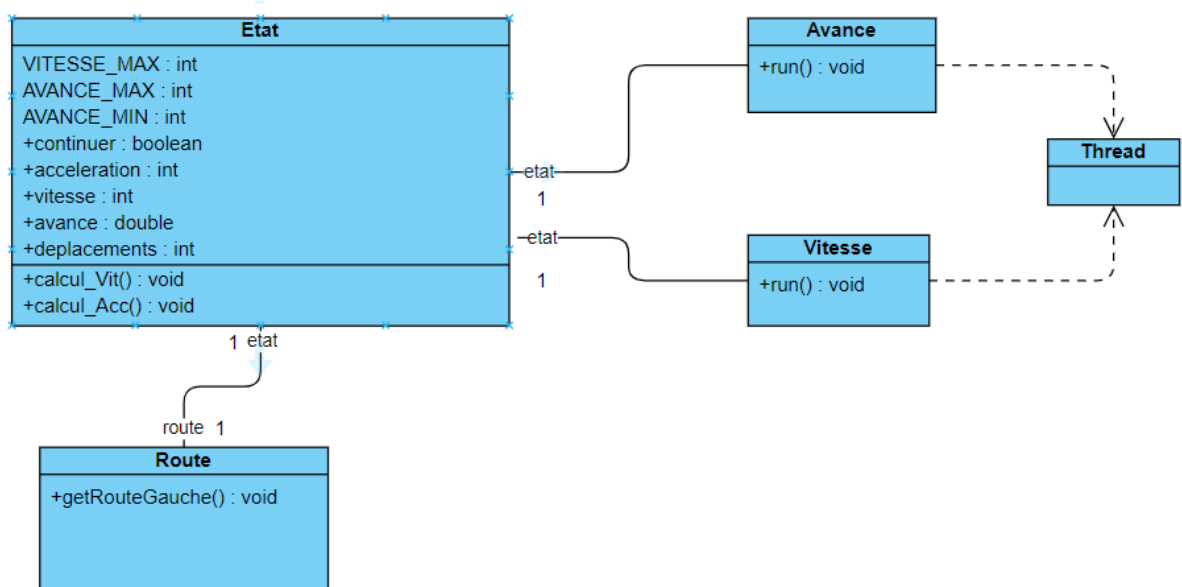 Etat
VITESSE_MAX : int
AVANCE_MAX : int
AVANCE_MIN : int
+continuer : boolean
+acceleration : int
+vitesse : int
+avance : double
+deplacements : int
+calcul_Vit() : void
+calcul_Acc() : void
etat
1
etat
1
Avance
+run() : void
Thread
Vitesse
+run() : void
1 etat
route 1
Route
+getRouteGauche() : void